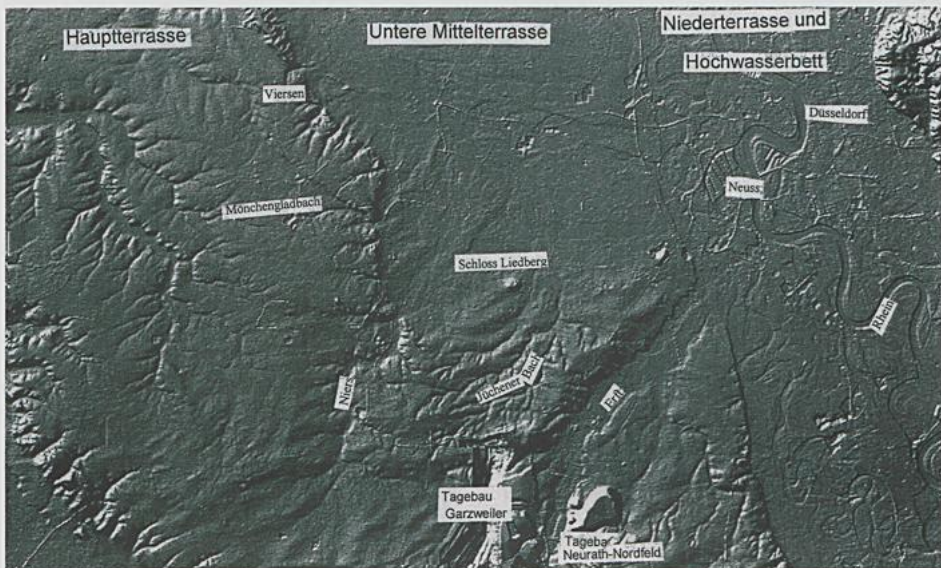 Hauptterrasse
Untere Mittelterrasse
Niederterrasse und
Hochwasserbett
Viersen
Düsseldorf
Neuss
Mönchengladbach
Schloss Liedberg
Rhein
Niers
Jüchener Bach
Erft
Tagebau
Garzweiler
Tageba
Neurath-Nordfeld